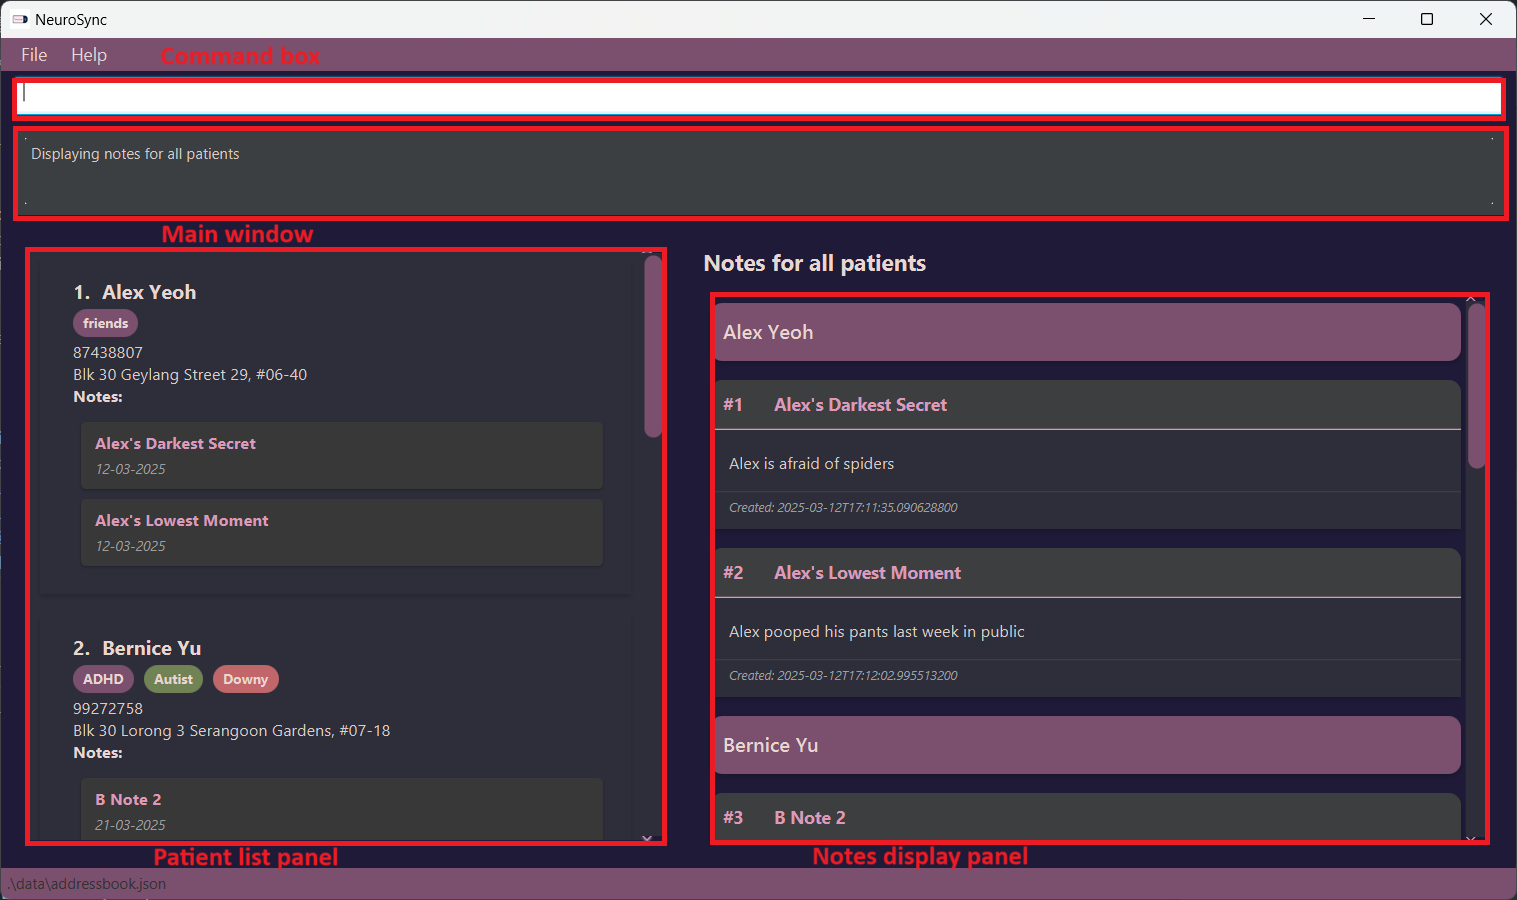 NeuroSync
File Help Command box
Displaying notes for all patients
Main window
1. Alex Yeoh
friends
87438807
Blk 30 Geylang Street 29, #06-40
Notes:
Alex's Darkest Secret
12-03-2025
Alex's Lowest Moment
12-03-2025
2. Bernice Yu
ADHD Autist Downy
99272758
Blk 30 Lorong 3 Serangoon Gardens, #07-18
Notes:
B Note 2
21-03-2025
Patient list panel
Notes for all patients
Alex Yeoh
#1 Alex's Darkest Secret
Alex is afraid of spiders
Created: 2025-03-12T17:11:35.090628800
#2 Alex's Lowest Moment
Alex pooped his pants last week in public
Created: 2025-03-12T17:12:02.995513200
Bernice Yu
#3 B Note 2
Notes display panel
.\data\addressbook.json